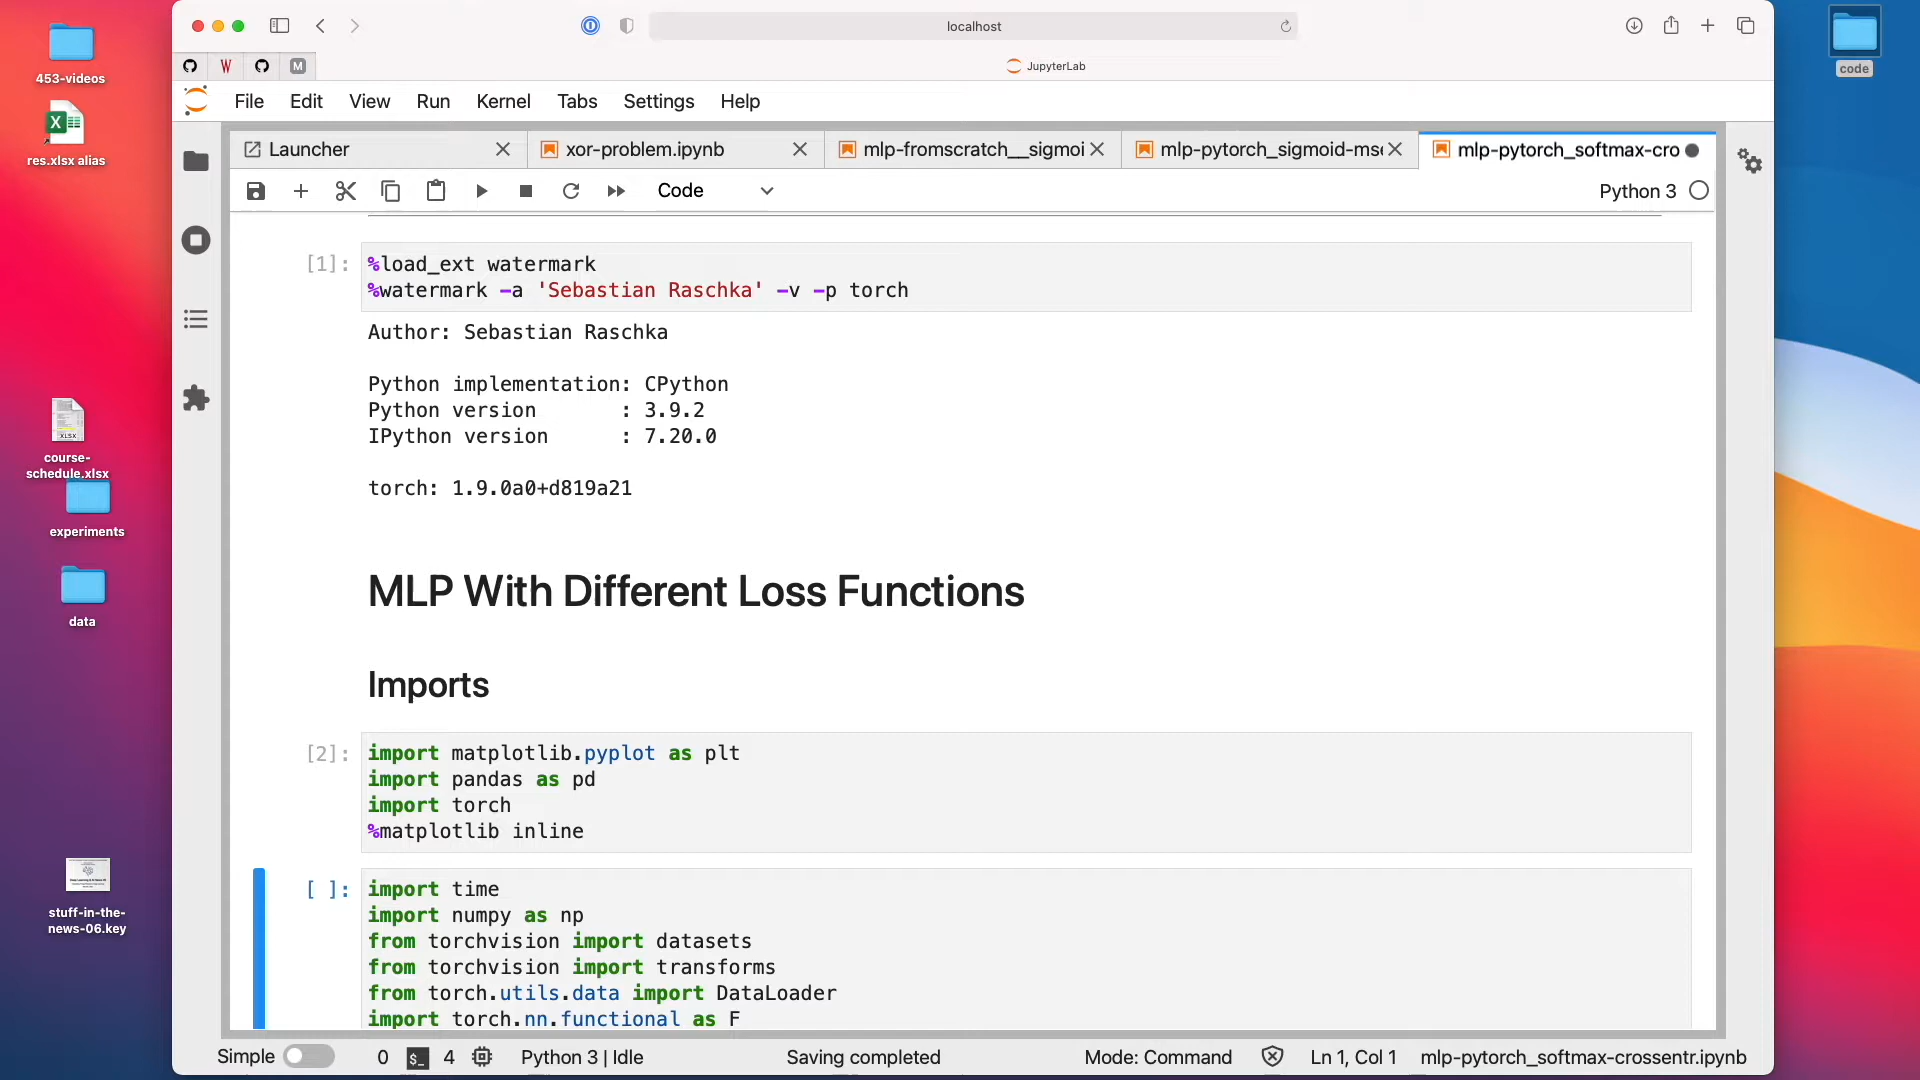 localhost
JupyterLab
File Edit View Run Kernel Tabs Settings Help
Launcher
xor-problem.ipynb
mlp-fromscratch__sigmoi
mlp-pytorch_sigmoid-mse
mlp-pytorch_softmax-cro
Code
Python 3
[1]:
%load_ext watermark
%watermark -a 'Sebastian Raschka' -v -p torch
Author: Sebastian Raschka
Python implementation: CPython
Python version       : 3.9.2
IPython version      : 7.20.0
torch: 1.9.0a0+d819a21
MLP With Different Loss Functions
Imports
[2]:
import matplotlib.pyplot as plt
import pandas as pd
import torch
%matplotlib inline
[ ]:
import time
import numpy as np
from torchvision import datasets
from torchvision import transforms
from torch.utils.data import DataLoader
import torch.nn.functional as F
Simple
0
$_
4
Python 3 | Idle
Saving completed
Mode: Command
Ln 1, Col 1
mlp-pytorch_softmax-crossentr.ipynb
453-videos
res.xlsx alias
XLSX
course-
schedule.xlsx
experiments
data
stuff-in-the-
news-06.key
code
W
M
X